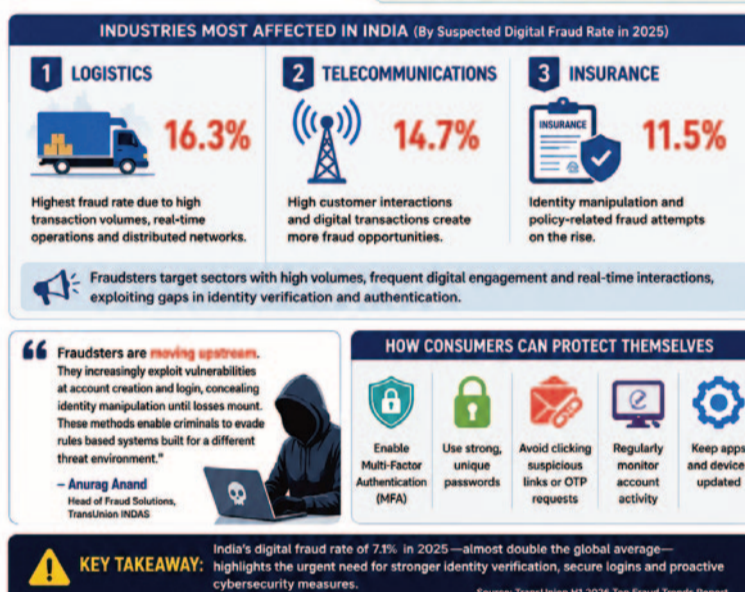 INDUSTRIES MOST AFFECTED IN INDIA (By Suspected Digital Fraud Rate in 2025)
1 LOGISTICS
16.3%
Highest fraud rate due to high
transaction volumes, real-time
operations and distributed networks.
2 TELECOMMUNICATIONS
14.7%
High customer interactions
and digital transactions create
more fraud opportunities.
3 INSURANCE
INSURANCE
11.5%
Identity manipulation and
policy-related fraud attempts
on the rise.
Fraudsters target sectors with high volumes, frequent digital engagement and real-time interactions,
exploiting gaps in identity verification and authentication.
“ Fraudsters are moving upstream.
They increasingly exploit vulnerabilities
at account creation and login, concealing
identity manipulation until losses mount.
These methods enable criminals to evade
rules based systems built for a different
threat environment."
– Anurag Anand
Head of Fraud Solutions,
TransUnion INDAS
HOW CONSUMERS CAN PROTECT THEMSELVES
Enable
Multi-Factor
Authentication
(MFA)
Use strong,
unique
passwords
Avoid clicking
suspicious
links or OTP
requests
Regularly
monitor
account
activity
Keep apps
and device
updated
KEY TAKEAWAY:
India's digital fraud rate of 7.1% in 2025—almost double the global average—
highlights the urgent need for stronger identity verification, secure logins and proactive
cybersecurity measures.
Source: TransUnion H1 2026 Top Fraud Trends Report